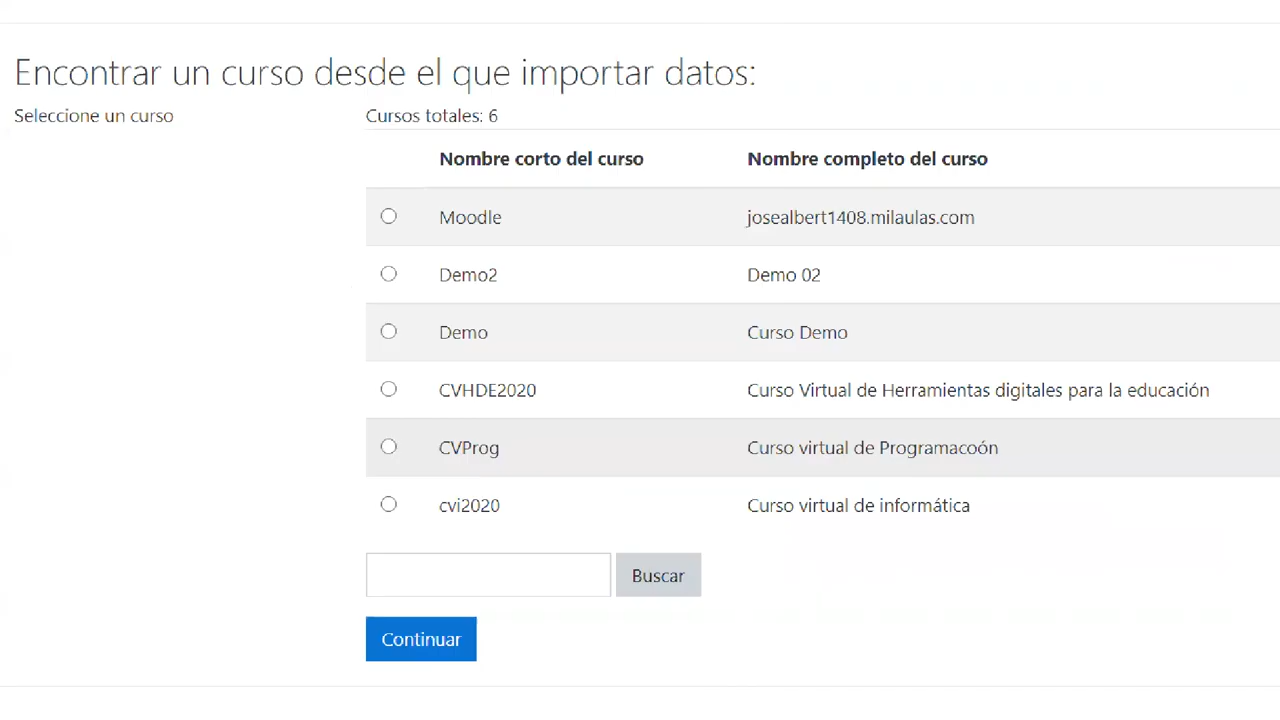 Encontrar un curso desde el que importar datos:
Seleccione un curso
Cursos totales: 6
Nombre corto del curso Nombre completo del curso
Moodle josealbert1408.milaulas.com
Demo2 Demo 02
Demo Curso Demo
CVHDE2020 Curso Virtual de Herramientas digitales para la educación
CVProg Curso virtual de Programacoón
cvi2020 Curso virtual de informática
Buscar
Continuar